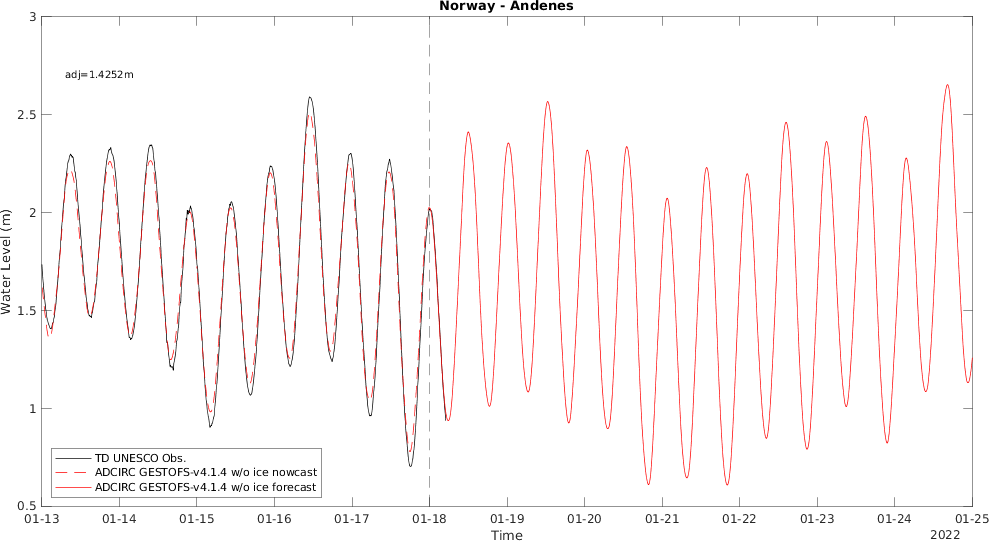 Norway - Andenes
3
adj=1.4252m
2.5
2
Water Level (m)
1.5
1
TD UNESCO Obs.
ADCIRC GESTOFS-v4.1.4 w/o ice nowcast
ADCIRC GESTOFS-v4.1.4 w/o ice forecast
0.5
01-13 01-14 01-15 01-16 01-17 01-18 01-19 01-20 01-21 01-22 01-23 01-24 01-25
Time
2022